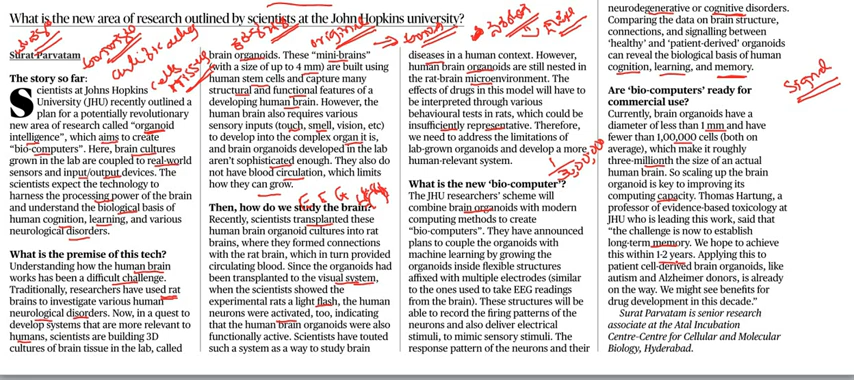 What is the new area of research outlined by scientists at the John Hopkins university?
Surat Parvatam
The story so far:
Scientists at Johns Hopkins
University (JHU) recently outlined a
plan for a potentially revolutionary
new area of research called “organoid
intelligence”, which aims to create
“bio-computers”. Here, brain cultures
grown in the lab are coupled to real-world
sensors and input/output devices. The
scientists expect the technology to
harness the processing power of the brain
and understand the biological basis of
human cognition, learning, and various
neurological disorders.
What is the premise of this tech?
Understanding how the human brain
works has been a difficult challenge.
Traditionally, researchers have used rat
brains to investigate various human
neurological disorders. Now, in a quest to
develop systems that are more relevant to
humans, scientists are building 3D
cultures of brain tissue in the lab, called
brain organoids. These “mini-brains”
(with a size of up to 4 mm) are built using
human stem cells and capture many
structural and functional features of a
developing human brain. However, the
human brain also requires various
sensory inputs (touch, smell, vision, etc)
to develop into the complex organ it is,
and brain organoids developed in the lab
aren’t sophisticated enough. They also do
not have blood circulation, which limits
how they can grow.
Then, how do we study the brain?
Recently, scientists transplanted these
human brain organoid cultures into rat
brains, where they formed connections
with the rat brain, which in turn provided
circulating blood. Since the organoids had
been transplanted to the visual system,
when the scientists showed the
experimental rats a light flash, the human
neurons were activated, too, indicating
that the human brain organoids were also
functionally active. Scientists have touted
such a system as a way to study brain
diseases in a human context. However,
human brain organoids are still nested in
the rat-brain microenvironment. The
effects of drugs in this model will have to
be interpreted through various
behavioural tests in rats, which could be
insufficiently representative. Therefore,
we need to address the limitations of
lab-grown organoids and develop a more
human-relevant system.
What is the new ‘bio-computer’?
The JHU researchers’ scheme will
combine brain organoids with modern
computing methods to create
“bio-computers”. They have announced
plans to couple the organoids with
machine learning by growing the
organoids inside flexible structures
affixed with multiple electrodes (similar
to the ones used to take EEG readings
from the brain). These structures will be
able to record the firing patterns of the
neurons and also deliver electrical
stimuli, to mimic sensory stimuli. The
response pattern of the neurons and their
neurodegenerative or cognitive disorders.
Comparing the data on brain structure,
connections, and signalling between
‘healthy’ and ‘patient-derived’ organoids
can reveal the biological basis of human
cognition, learning, and memory.
Are ‘bio-computers’ ready for
commercial use?
Currently, brain organoids have a
diameter of less than 1 mm and have
fewer than 1,00,000 cells (both on
average), which make it roughly
three-millionth the size of an actual
human brain. So scaling up the brain
organoid is key to improving its
computing capacity. Thomas Hartung, a
professor of evidence-based toxicology at
JHU who is leading this work, said that
“the challenge is now to establish
long-term memory. We hope to achieve
this within 1-2 years. Applying this to
patient cell-derived brain organoids, like
autism and Alzheimer donors, is already
on the way. We might see benefits for
drug development in this decade.”
Surat Parvatam is senior research
associate at the Atal Incubation
Centre-Centre for Cellular and Molecular
Biology, Hyderabad.
EEG